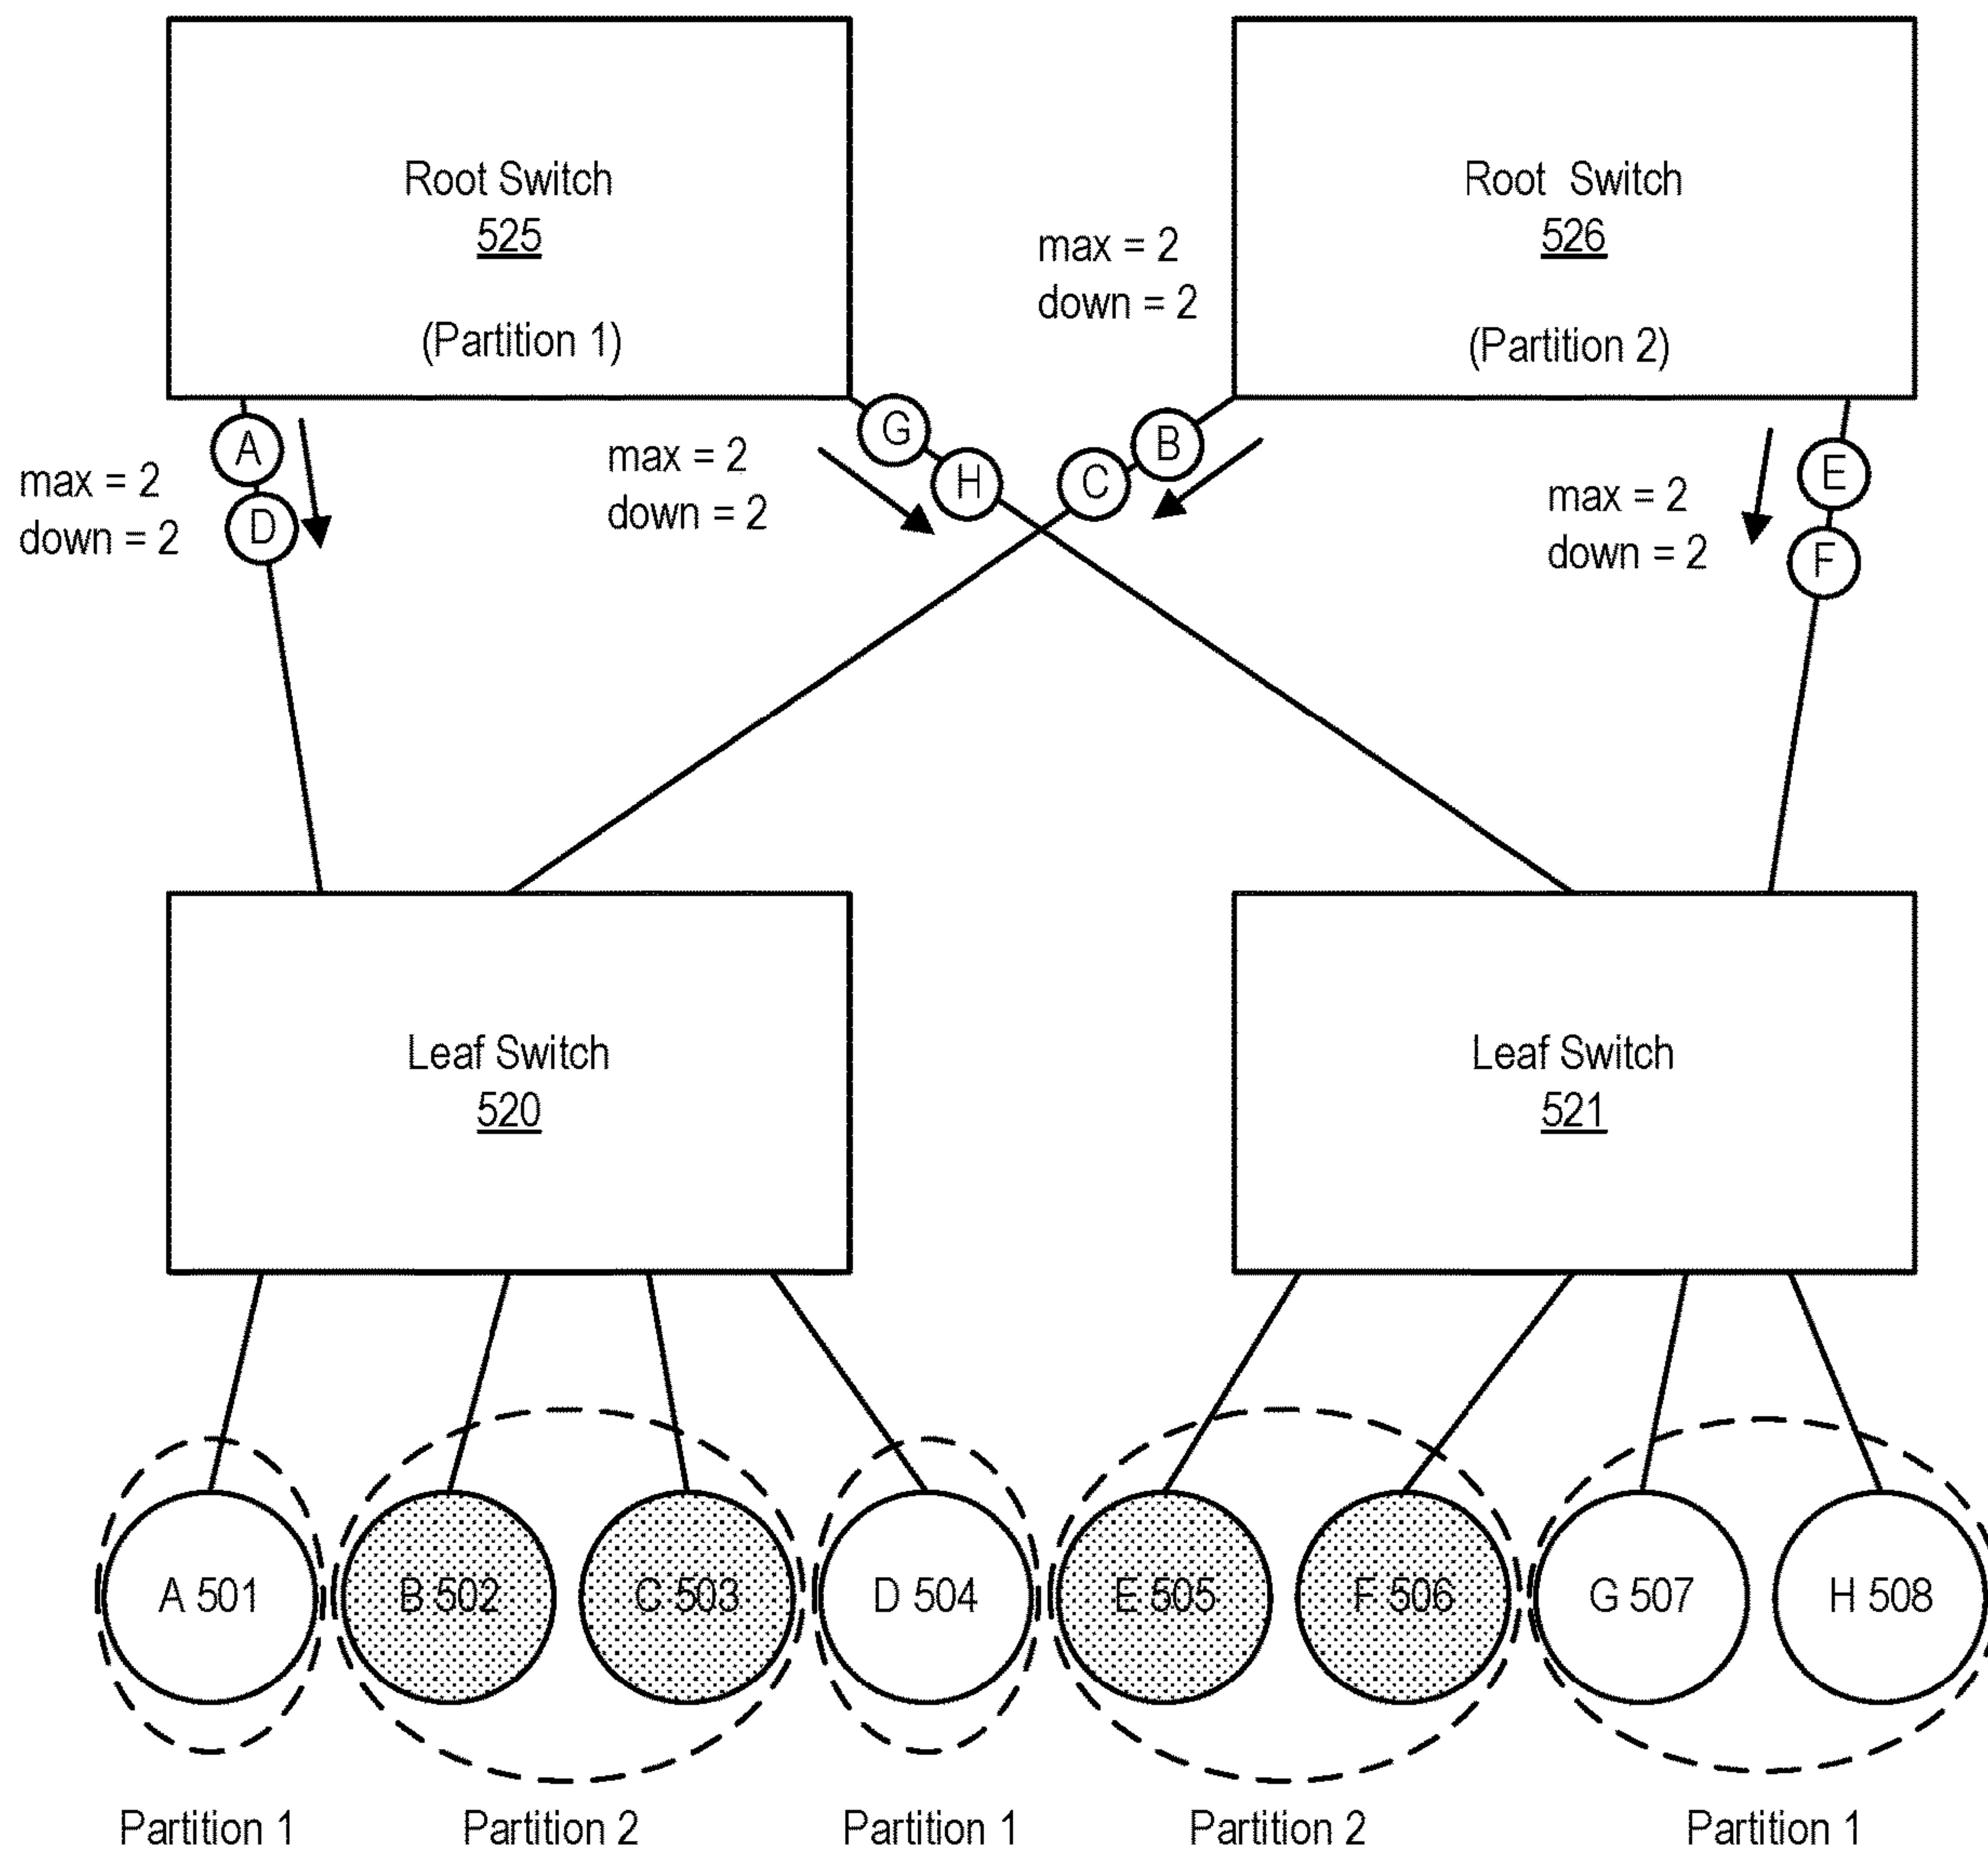 Root Switch
525
(Partition 1)
Root Switch
526
(Partition 2)
max = 2
down = 2
A
D
max = 2
down = 2
G
H
max = 2
down = 2
B
C
max = 2
down = 2
E
F
Leaf Switch
520
Leaf Switch
521
A 501
B 502
C 503
D 504
E 505
F 506
G 507
H 508
Partition 1
Partition 2
Partition 1
Partition 2
Partition 1